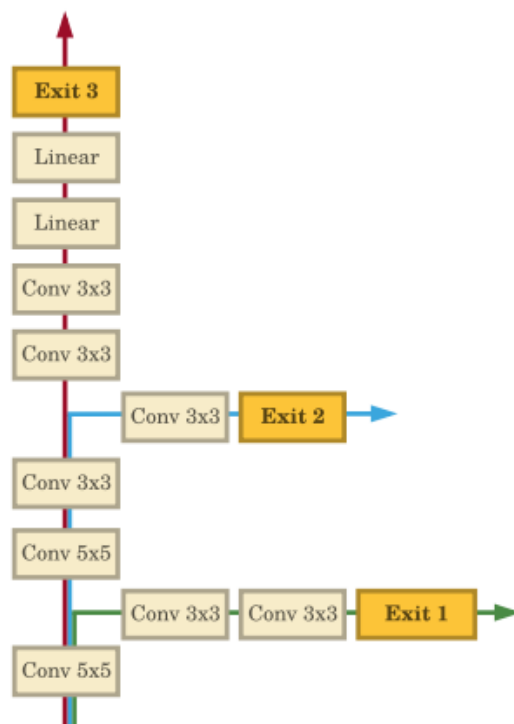 Exit 3
Linear
Linear
Conv 3x3
Conv 3x3
Conv 3x3
Exit 2
Conv 3x3
Conv 5x5
Conv 3x3
Conv 3x3
Exit 1
Conv 5x5